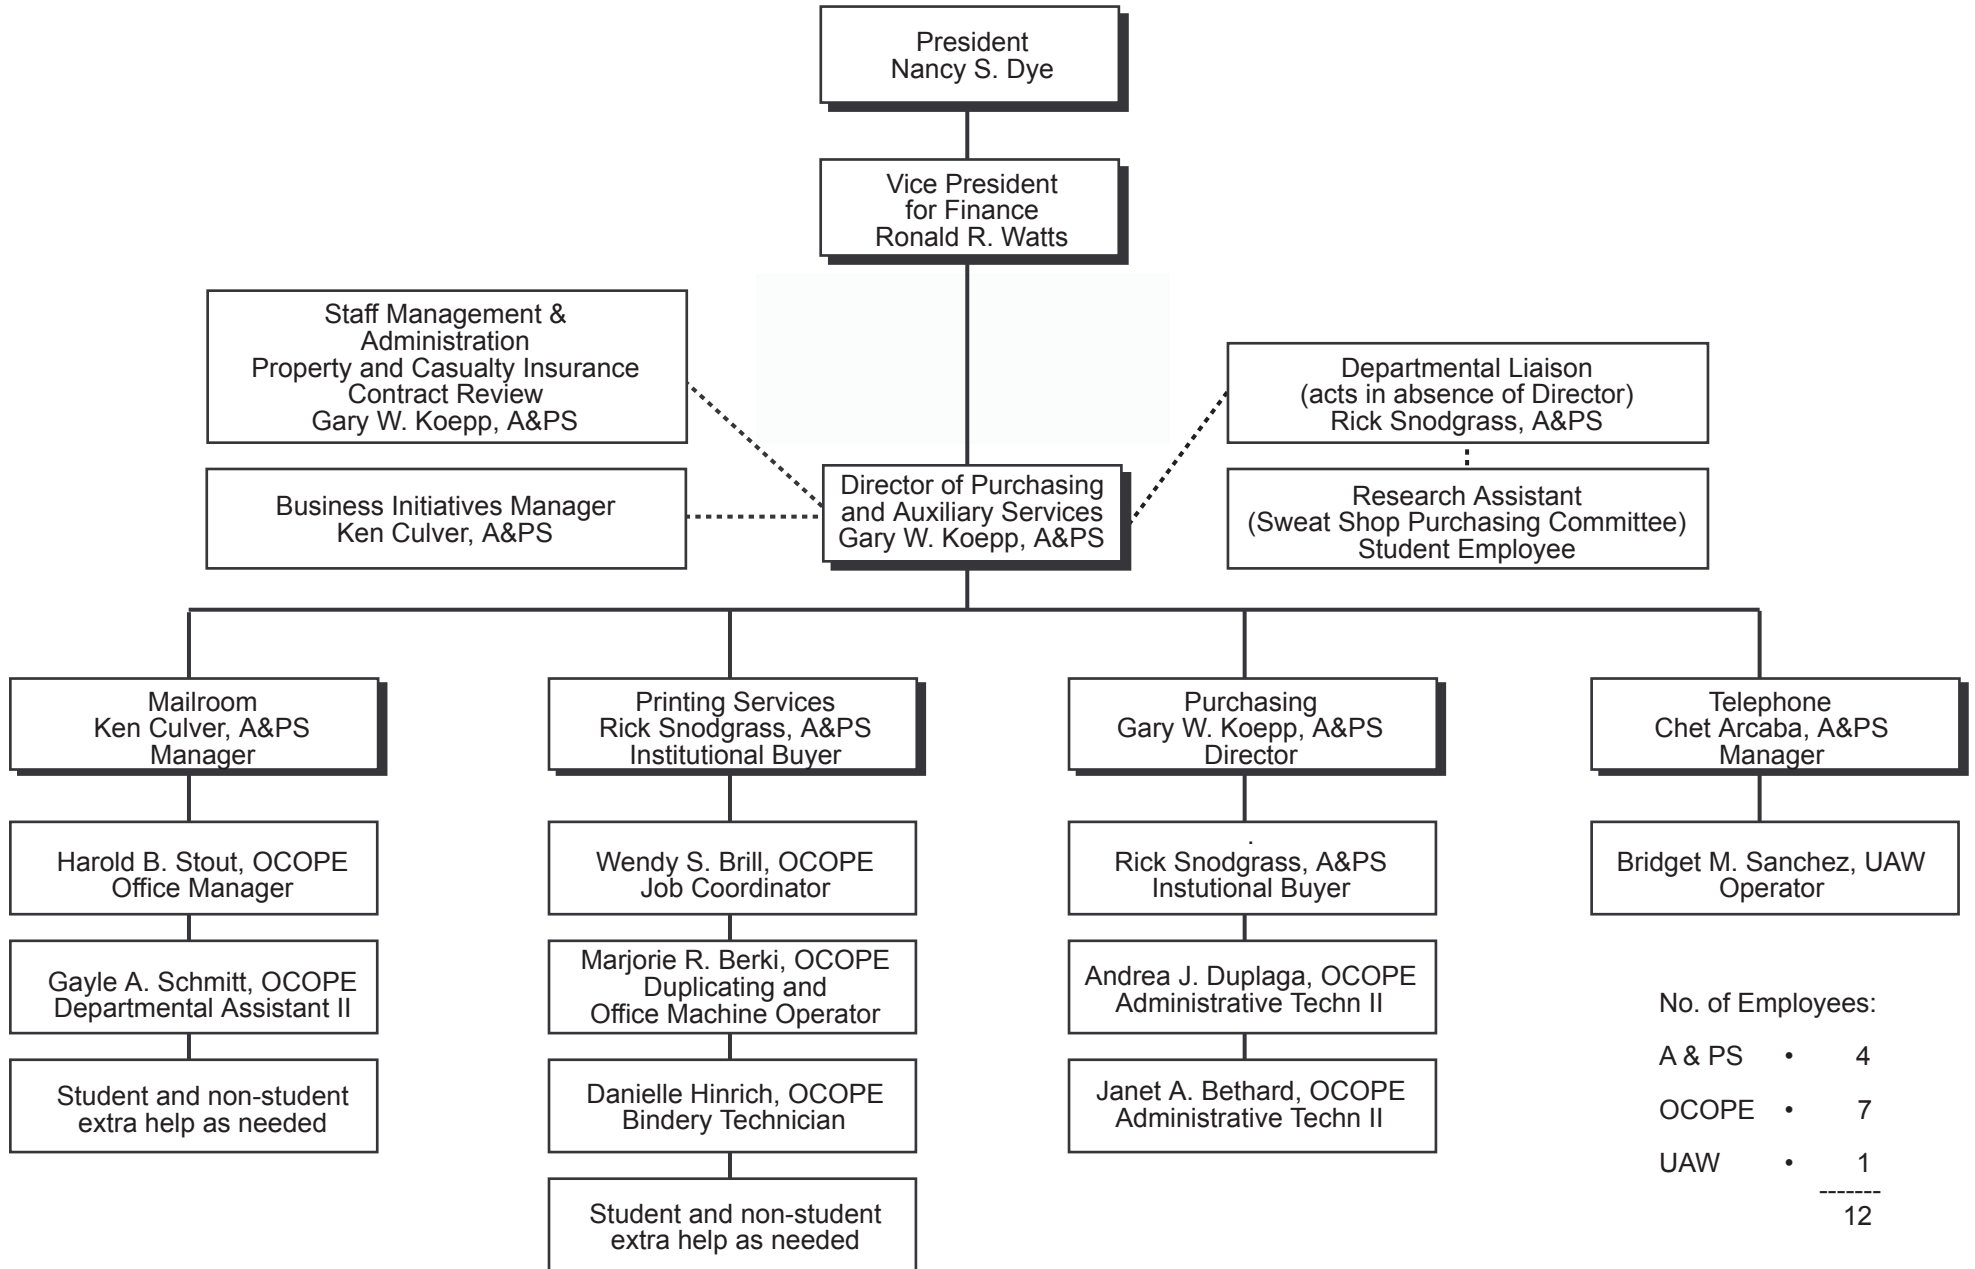 President
Nancy S. Dye
Vice President
for Finance
Ronald R. Watts
Staff Management &
Administration
Property and Casualty Insurance
Contract Review
Gary W. Koepp, A&PS
Business Initiatives Manager
Ken Culver, A&PS
Director of Purchasing
and Auxiliary Services
Gary W. Koepp, A&PS
Departmental Liaison
(acts in absence of Director)
Rick Snodgrass, A&PS
Research Assistant
(Sweat Shop Purchasing Committee)
Student Employee
Mailroom
Ken Culver, A&PS
Manager
Harold B. Stout, OCOPE
Office Manager
Gayle A. Schmitt, OCOPE
Departmental Assistant II
Student and non-student
extra help as needed
Printing Services
Rick Snodgrass, A&PS
Institutional Buyer
Wendy S. Brill, OCOPE
Job Coordinator
Marjorie R. Berki, OCOPE
Duplicating and
Office Machine Operator
Danielle Hinrich, OCOPE
Bindery Technician
Student and non-student
extra help as needed
Purchasing
Gary W. Koepp, A&PS
Director
.
Rick Snodgrass, A&PS
Instutional Buyer
Andrea J. Duplaga, OCOPE
Administrative Techn II
Janet A. Bethard, OCOPE
Administrative Techn II
Telephone
Chet Arcaba, A&PS
Manager
Bridget M. Sanchez, UAW
Operator
No. of Employees:
A & PS • 4
OCOPE • 7
UAW • 1
-------
12